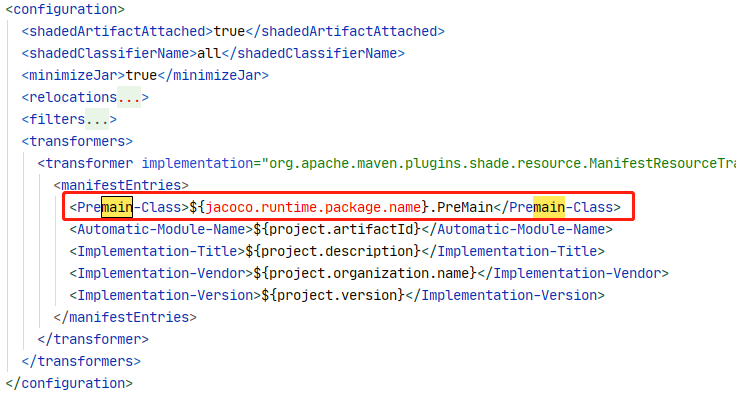 <configuration>
<shadedArtifactAttached>true</shadedArtifactAttached>
<shadedClassifierName>all</shadedClassifierName>
<minimizeJar>true</minimizeJar>
<relocations...>
<filters...>
<transformers>
<transformer implementation="org.apache.maven.plugins.shade.resource.ManifestResourceTra
<manifestEntries>
<Premain-Class>${jacoco.runtime.package.name}.PreMain</Premain-Class>
<Automatic-Module-Name>${project.artifactId}</Automatic-Module-Name>
<Implementation-Title>${project.description}</Implementation-Title>
<Implementation-Vendor>${project.organization.name}</Implementation-Vendor>
<Implementation-Version>${project.version}</Implementation-Version>
</manifestEntries>
</transformer>
</transformers>
</configuration>